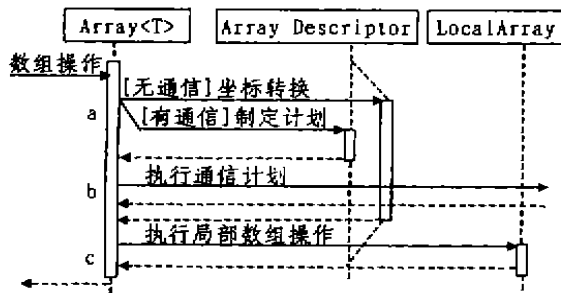 Array<T>
Array Descriptor
LocalArray
数组操作
[无通信]坐标转换
a
[有通信]制定计划
执行通信计划
b
执行局部数组操作
c